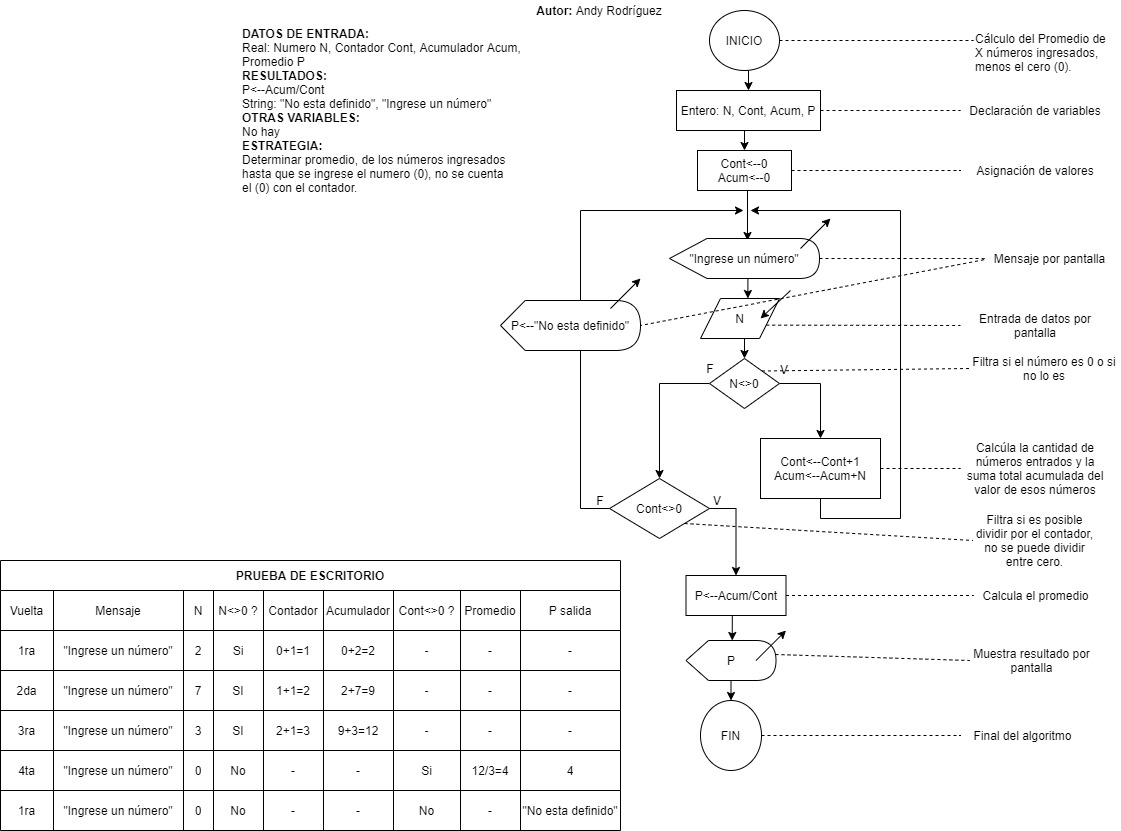 Autor: Andy Rodríguez
DATOS DE ENTRADA:
Real: Numero N, Contador Cont, Acumulador Acum,
Promedio P
RESULTADOS:
P<--Acum/Cont
String: "No esta definido", "Ingrese un número"
OTRAS VARIABLES:
No hay
ESTRATEGIA:
Determinar promedio, de los números ingresados
hasta que se ingrese el numero (0), no se cuenta
el (0) con el contador.
INICIO
Cálculo del Promedio de
X números ingresados,
menos el cero (0).
Entero: N, Cont, Acum, P
Declaración de variables
Cont<--0
Acum<--0
Asignación de valores
"Ingrese un número"
Mensaje por pantalla
P<--"No esta definido"
N
Entrada de datos por
pantalla
F
N<>0
V
Filtra si el número es 0 o si
no lo es
Cont<--Cont+1
Acum<--Acum+N
Calcúla la cantidad de
números entrados y la
suma total acumulada del
valor de esos números
F
Cont<>0
V
Filtra si es posible
dividir por el contador,
no se puede dividir
entre cero.
P<--Acum/Cont
Calcula el promedio
P
Muestra resultado por
pantalla
FIN
Final del algoritmo
PRUEBA DE ESCRITORIO
Vuelta Mensaje N N<>0 ? Contador Acumulador Cont<>0 ? Promedio P salida
1ra "Ingrese un número" 2 Si 0+1=1 0+2=2 - - -
2da "Ingrese un número" 7 SI 1+1=2 2+7=9 - - -
3ra "Ingrese un número" 3 SI 2+1=3 9+3=12 - - -
4ta "Ingrese un número" 0 No - - Si 12/3=4 4
1ra "Ingrese un número" 0 No - - No - "No esta definido"